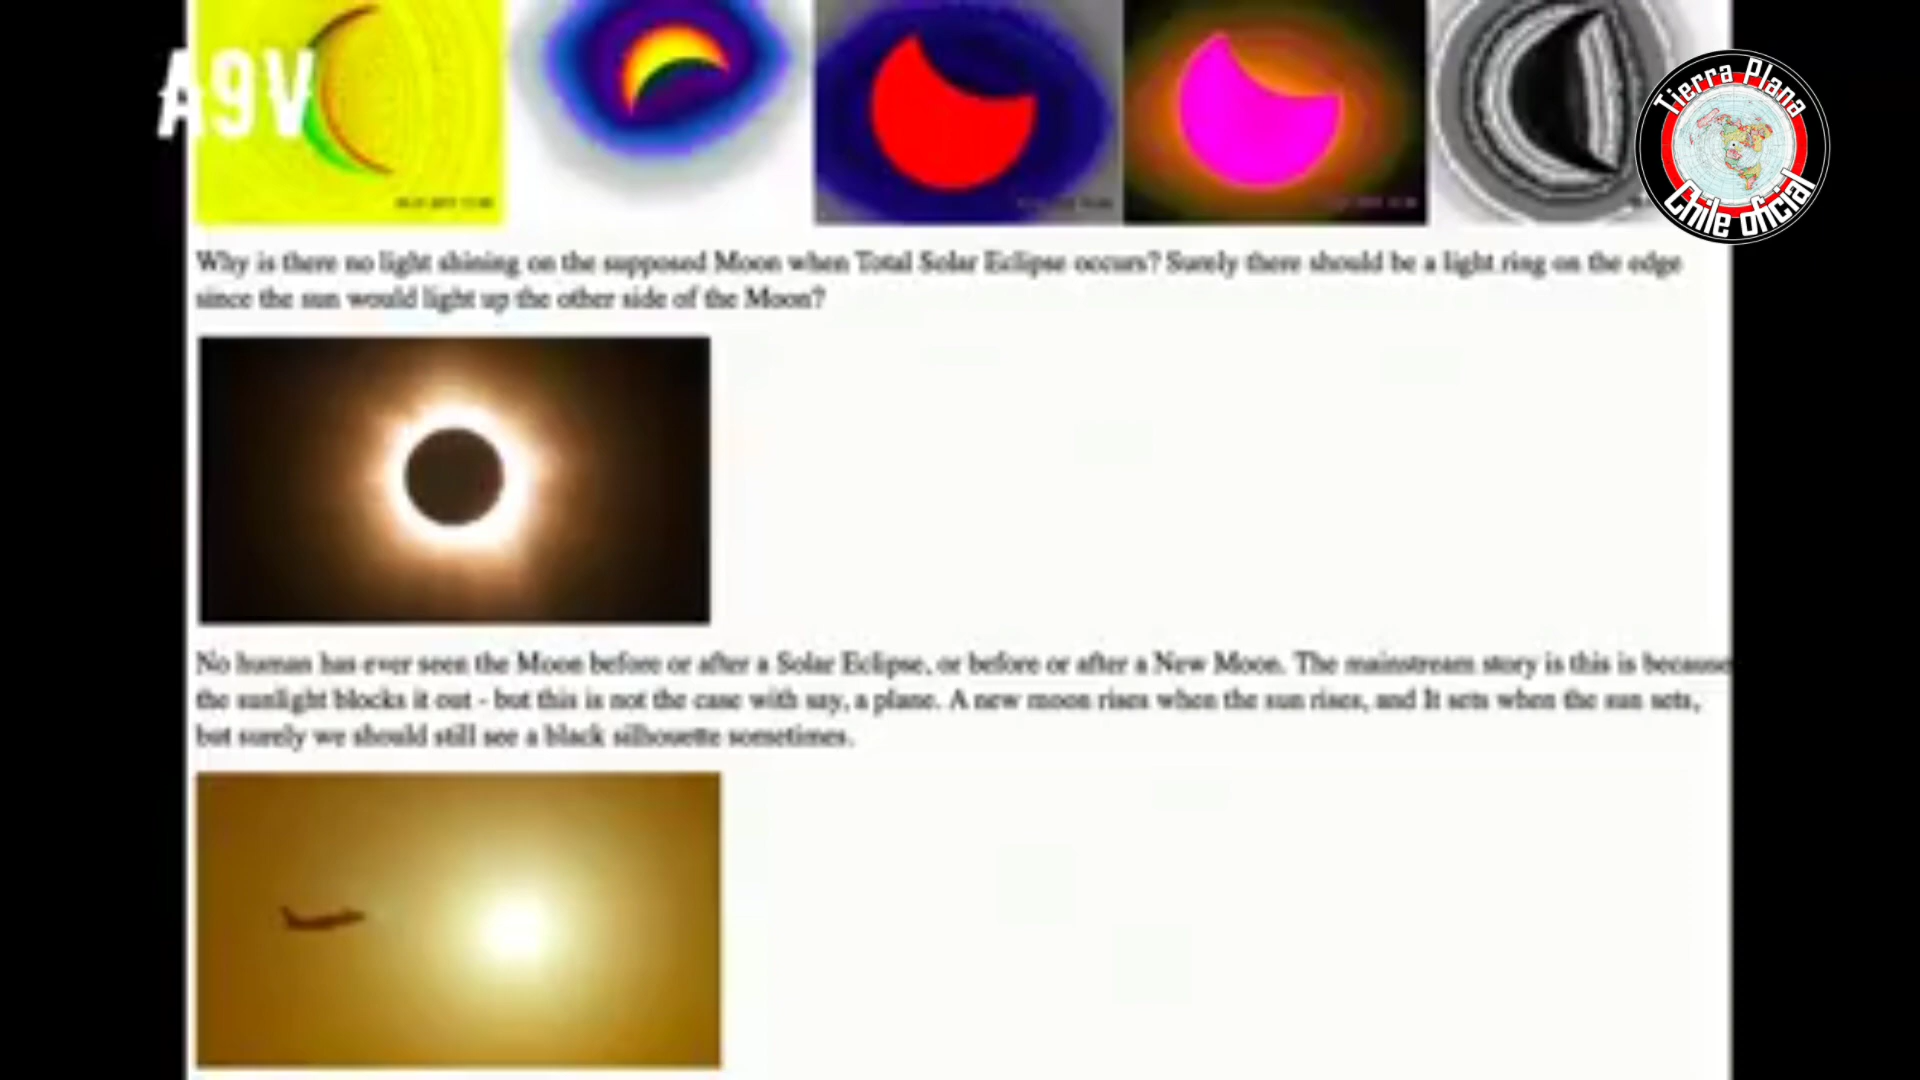 A9V
Tierra Plana
Chile oficial
Why is there no light shining on the supposed Moon when Total Solar Eclipse occurs? Surely there should be a light ring on the edge
since the sun would light up the other side of the Moon?
No human has ever seen the Moon before or after a Solar Eclipse, or before or after a New Moon. The mainstream story is this is because
the sunlight blocks it out - but this is not the case with say, a plane. A new moon rises when the sun rises, and It sets when the sun sets,
but surely we should still see a black silhouette sometimes.